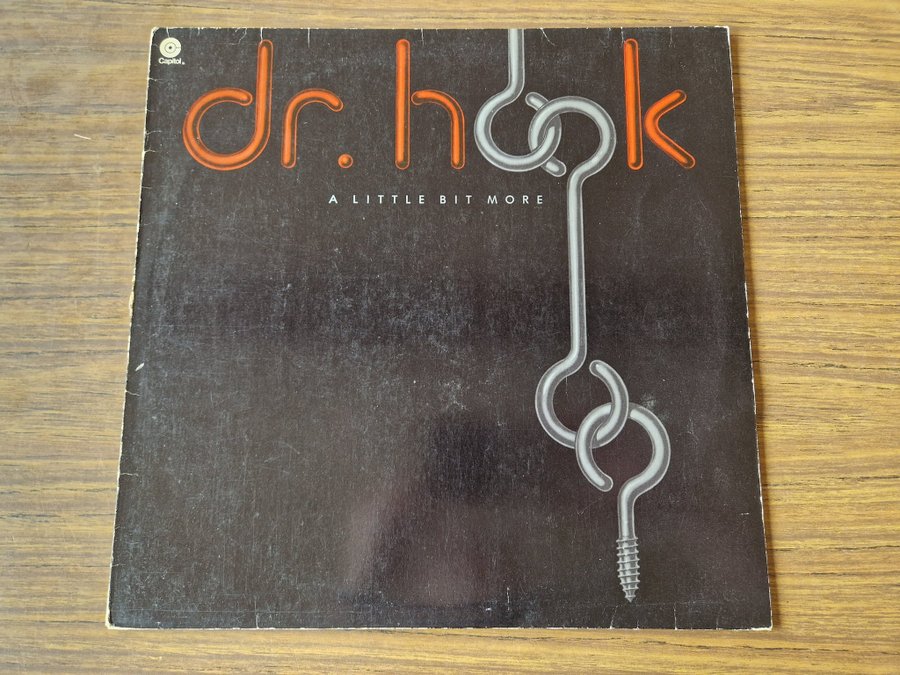 Capitol®
dr. hook
A LITTLE BIT MORE